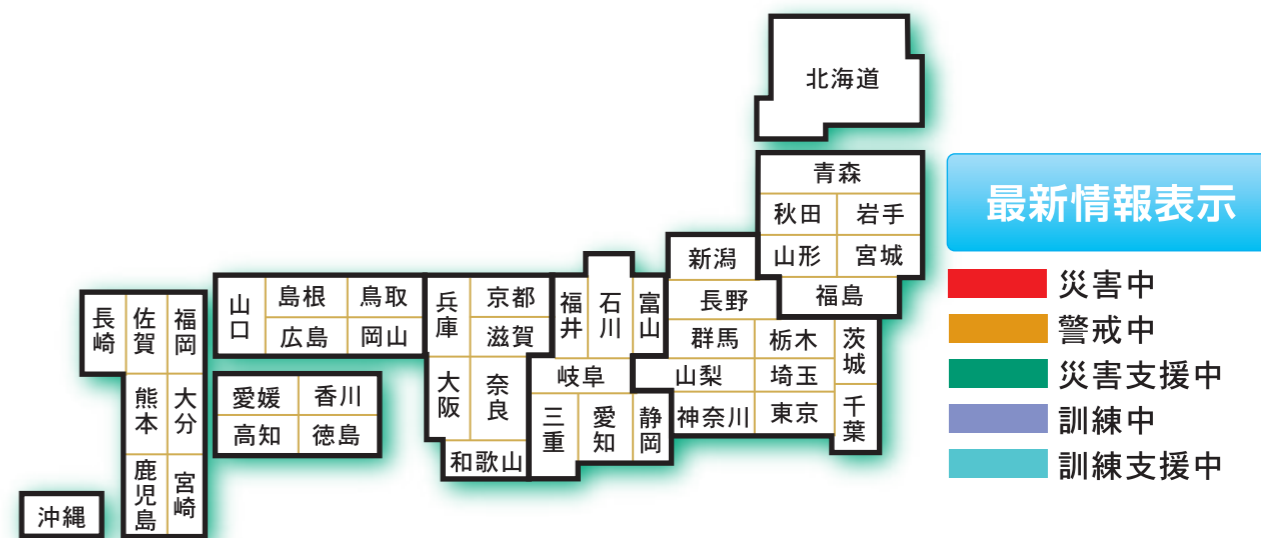 北海道
青森
秋田
岩手
山形
宮城
福島
新潟
長野
群馬
栃木
茨城
山梨
埼玉
神奈川
東京
千葉
福井
石川
富山
岐阜
三重
愛知
静岡
兵庫
京都
滋賀
大阪
奈良
和歌山
山口
島根
鳥取
広島
岡山
愛媛
香川
高知
徳島
長崎
佐賀
福岡
熊本
大分
鹿児島
宮崎
沖縄
最新情報表示
災害中
警戒中
災害支援中
訓練中
訓練支援中